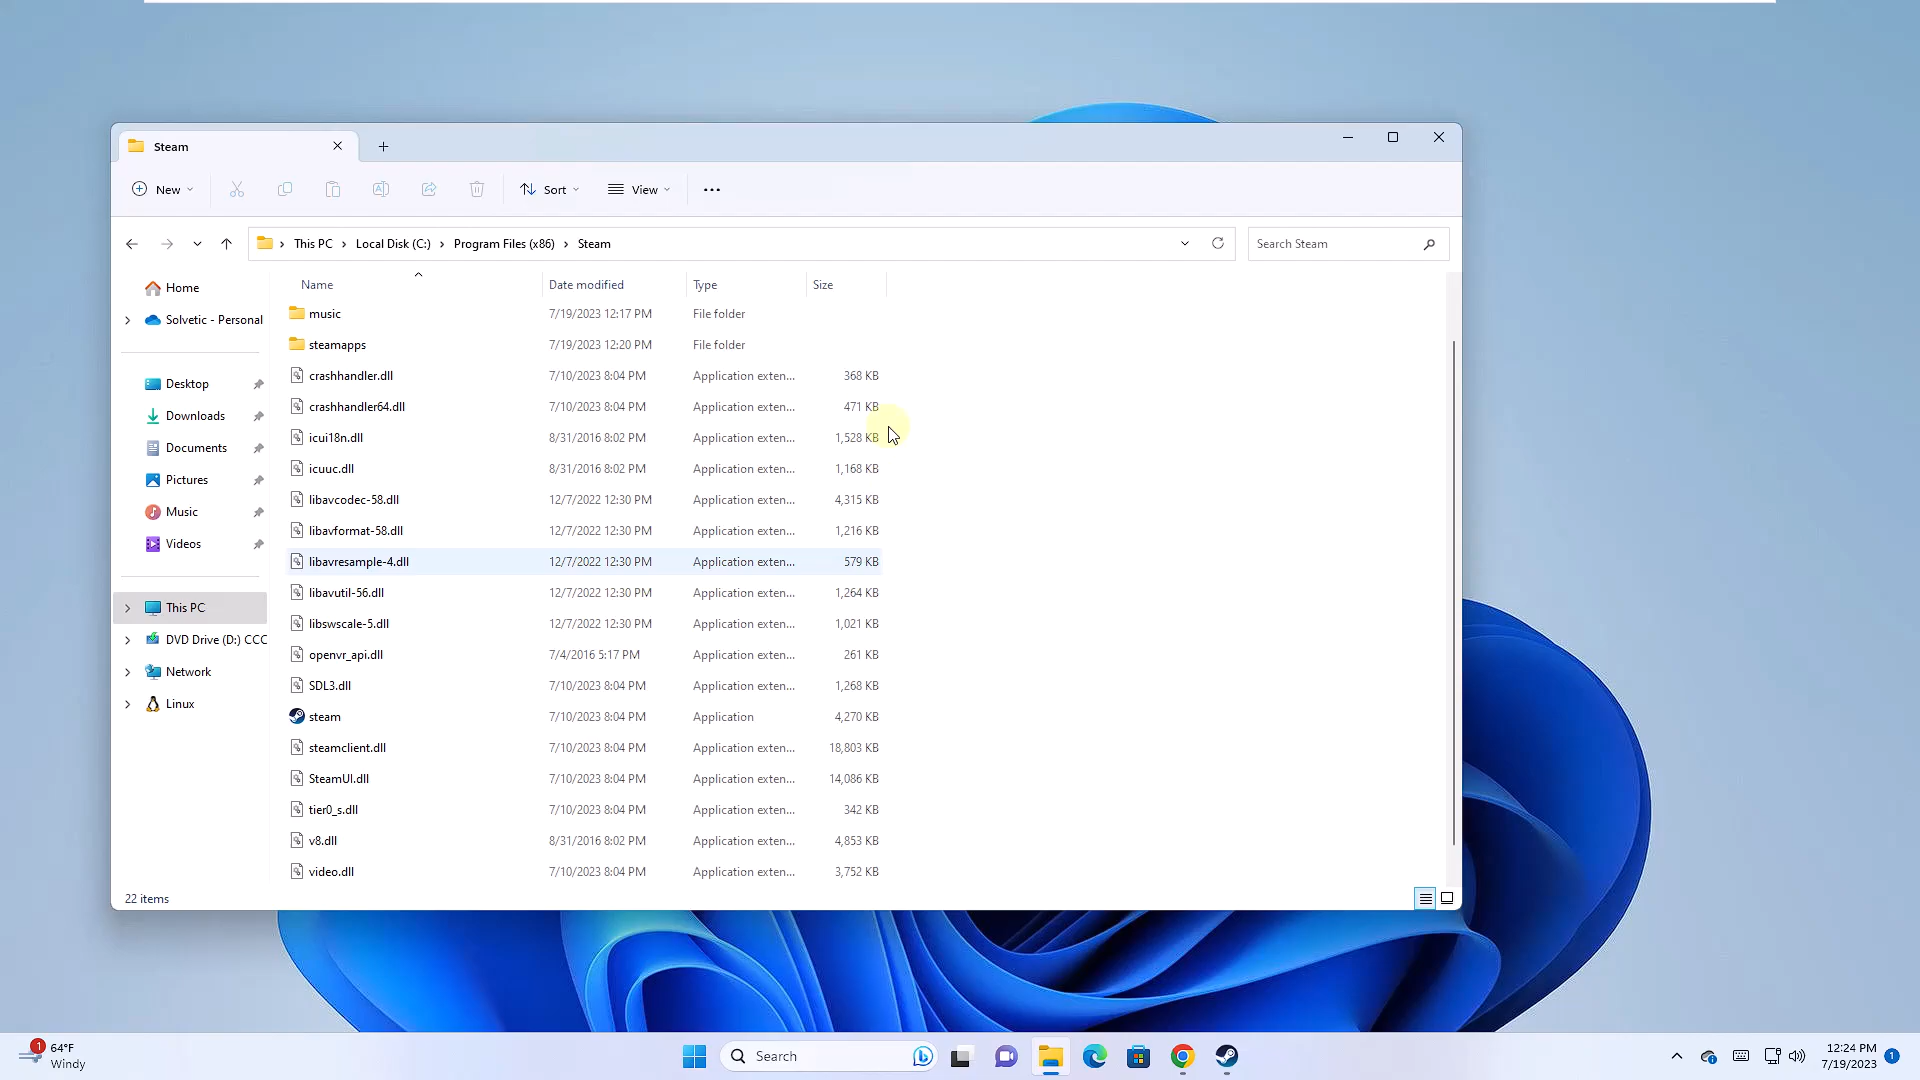 Steam
New
Sort
View
This PC
Local Disk (C:)
Program Files (x86)
Steam
Search Steam
Home
Solvetic - Personal
Desktop
Downloads
Documents
Pictures
Music
Videos
This PC
DVD Drive (D:) CCC
Network
Linux
Name Date modified Type Size
music 7/19/2023 12:17 PM File folder
steamapps 7/19/2023 12:20 PM File folder
crashhandler.dll 7/10/2023 8:04 PM Application exten... 368 KB
crashhandler64.dll 7/10/2023 8:04 PM Application exten... 471 KB
icui18n.dll 8/31/2016 8:02 PM Application exten... 1,528 KB
icuuc.dll 8/31/2016 8:02 PM Application exten... 1,168 KB
libavcodec-58.dll 12/7/2022 12:30 PM Application exten... 4,315 KB
libavformat-58.dll 12/7/2022 12:30 PM Application exten... 1,216 KB
libavresample-4.dll 12/7/2022 12:30 PM Application exten... 579 KB
libavutil-56.dll 12/7/2022 12:30 PM Application exten... 1,264 KB
libswscale-5.dll 12/7/2022 12:30 PM Application exten... 1,021 KB
openvr_api.dll 7/4/2016 5:17 PM Application exten... 261 KB
SDL3.dll 7/10/2023 8:04 PM Application exten... 1,268 KB
steam 7/10/2023 8:04 PM Application 4,270 KB
steamclient.dll 7/10/2023 8:04 PM Application exten... 18,803 KB
SteamUI.dll 7/10/2023 8:04 PM Application exten... 14,086 KB
tier0_s.dll 7/10/2023 8:04 PM Application exten... 342 KB
v8.dll 8/31/2016 8:02 PM Application exten... 4,853 KB
video.dll 7/10/2023 8:04 PM Application exten... 3,752 KB
22 items
1
64°F
Windy
Search
12:24 PM
7/19/2023
1